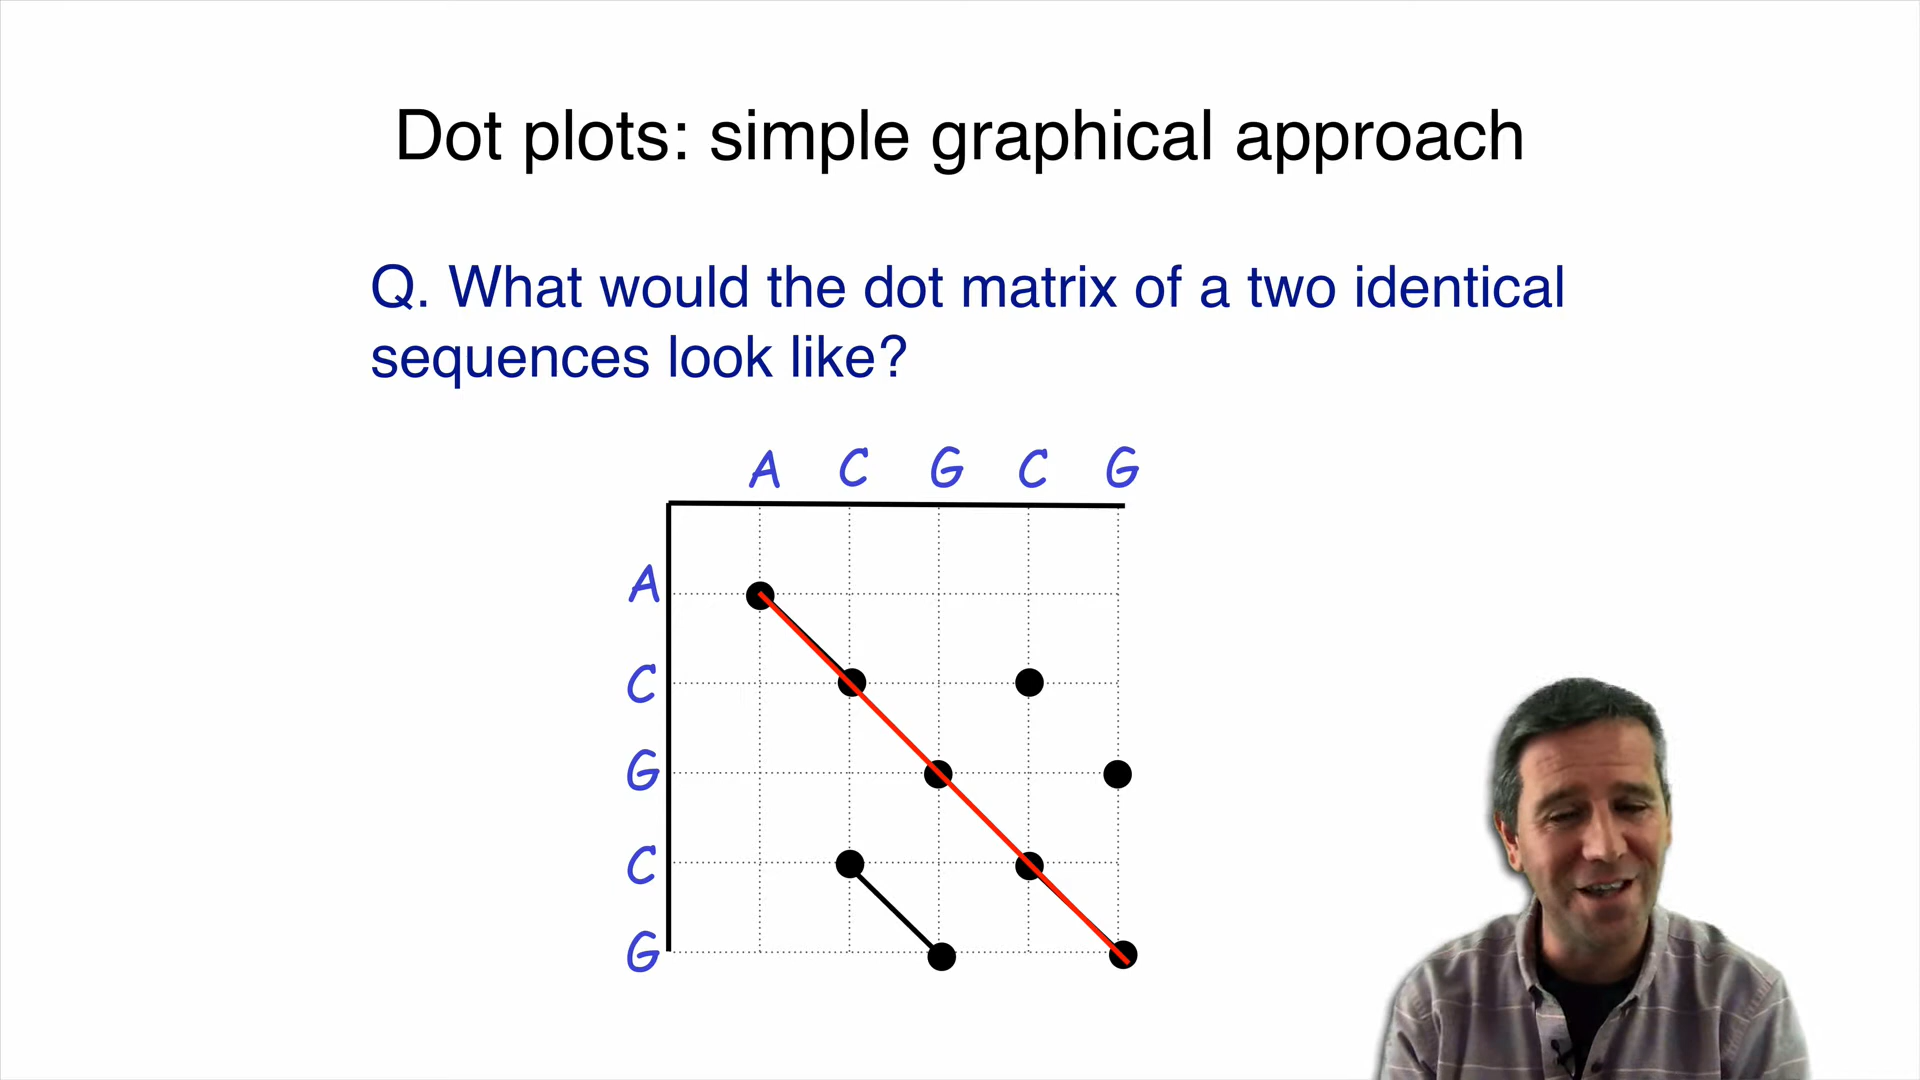 Dot plots: simple graphical approach
Q. What would the dot matrix of a two identical
sequences look like?
A C G C G
A
C
G
C
G